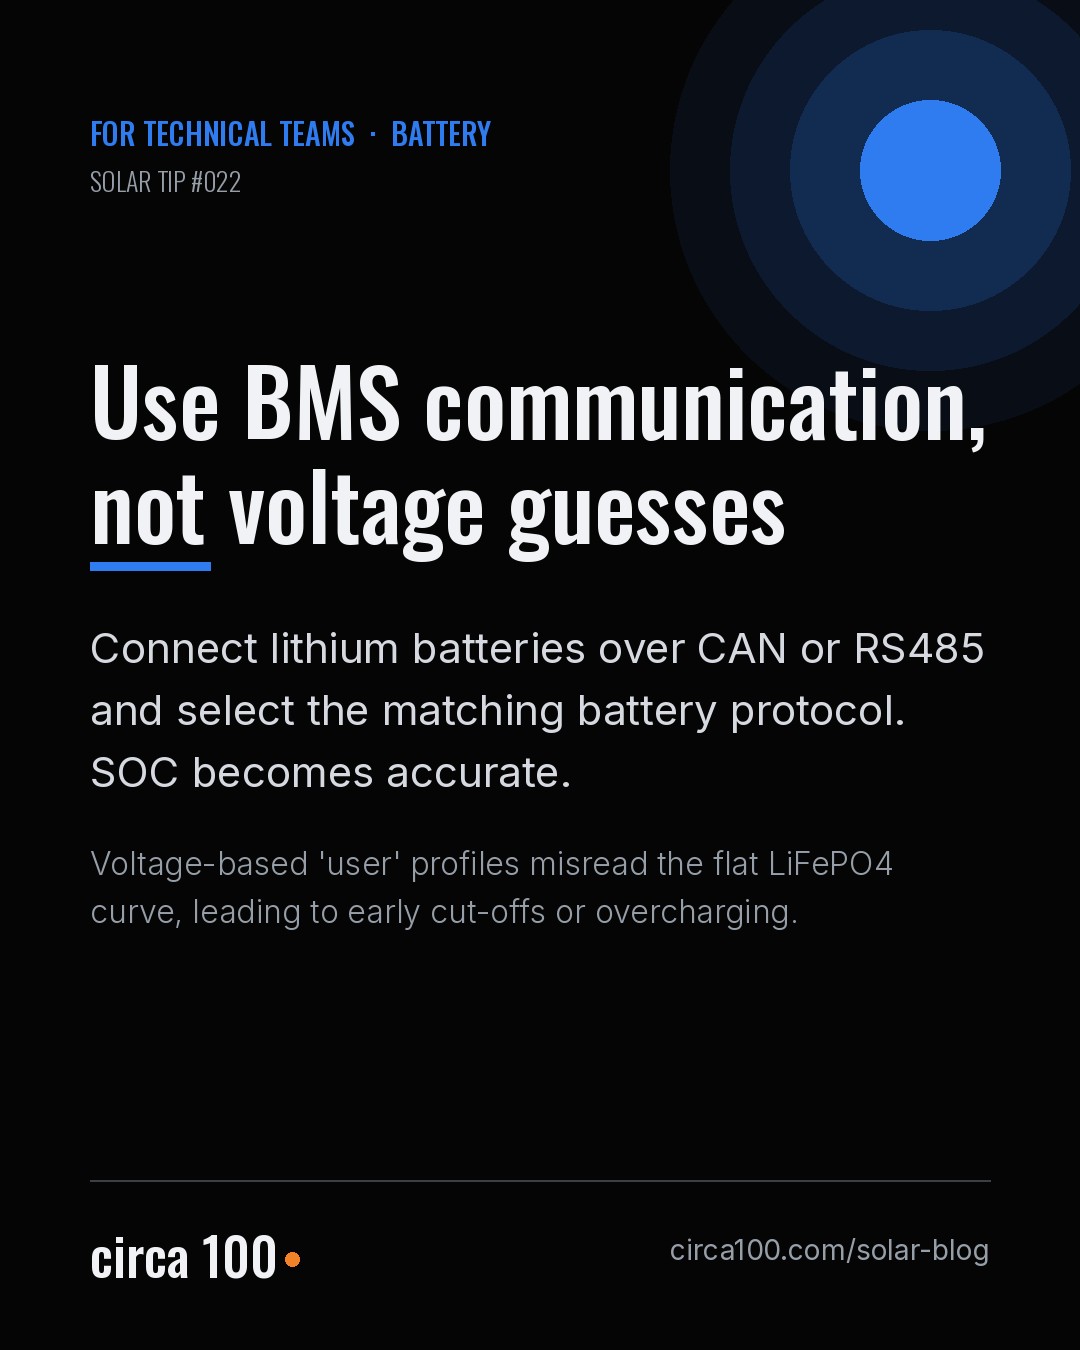 FOR TECHNICAL TEAMS · BATTERY
SOLAR TIP #022
Use BMS communication,
not voltage guesses
Connect lithium batteries over CAN or RS485
and select the matching battery protocol.
SOC becomes accurate.
Voltage-based 'user' profiles misread the flat LiFePO4
curve, leading to early cut-offs or overcharging.
circa 100
circa100.com/solar-blog